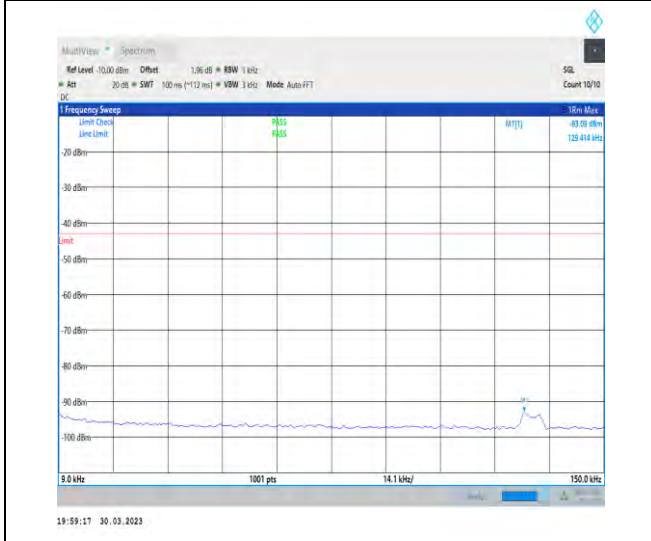 MultiView Spectrum
Ref Level -10.00 dBm Offset 1.96 dB RBW 1 kHz SGL
Att 20 dB SWT 100 ms (~112 ms) VBW 3 kHz Mode Auto FFT Count 10/10
DC
1 Frequency Sweep 1Rm Max
Limit Check PASS M1[1] -93.09 dBm
Line Limit PASS 129.414 kHz
-20 dBm
-30 dBm
-40 dBm
Limit
-50 dBm
-60 dBm
-70 dBm
-80 dBm
-90 dBm
M1
-100 dBm
9.0 kHz 1001 pts 14.1 kHz/ 150.0 kHz
Ready
19:59:17 30.03.2023